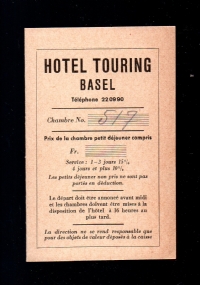 HOTEL TOURING
BASEL
Téléphone 220990
Chambre No. 519
Prix de la chambre petit déjeuner compris
Fr.
Service: 1 - 3 jours 15%
4 jours et plus 10%
Les petits déjeuner non pris ne sont pas
portés en déduction.
Le départ doit être annoncé avant midi
et les chambres doivent être mises à la
disposition de l'hôtel à 16 heures au
plus tard.
La direction ne se rend responsable que
pour des objets de valeur déposés à la caisse